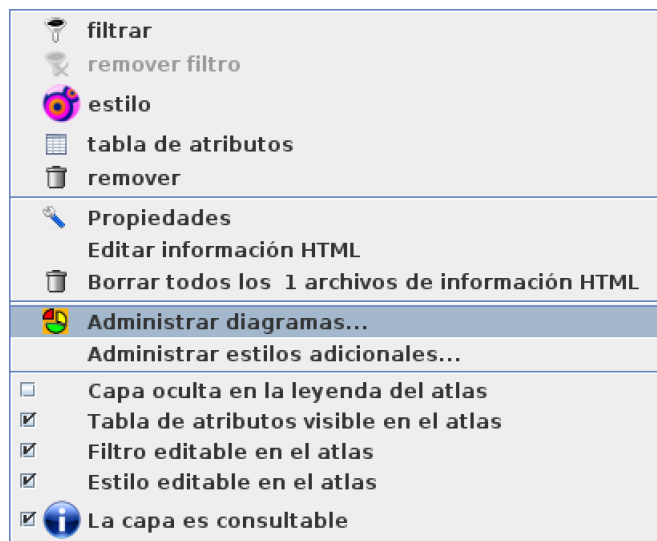 filtrar
remover filtro
estilo
tabla de atributos
remover
Propiedades
Editar información HTML
Borrar todos los  1 archivos de información HTML
Administrar diagramas...
Administrar estilos adicionales...
Capa oculta en la leyenda del atlas
Tabla de atributos visible en el atlas
Filtro editable en el atlas
Estilo editable en el atlas
La capa es consultable